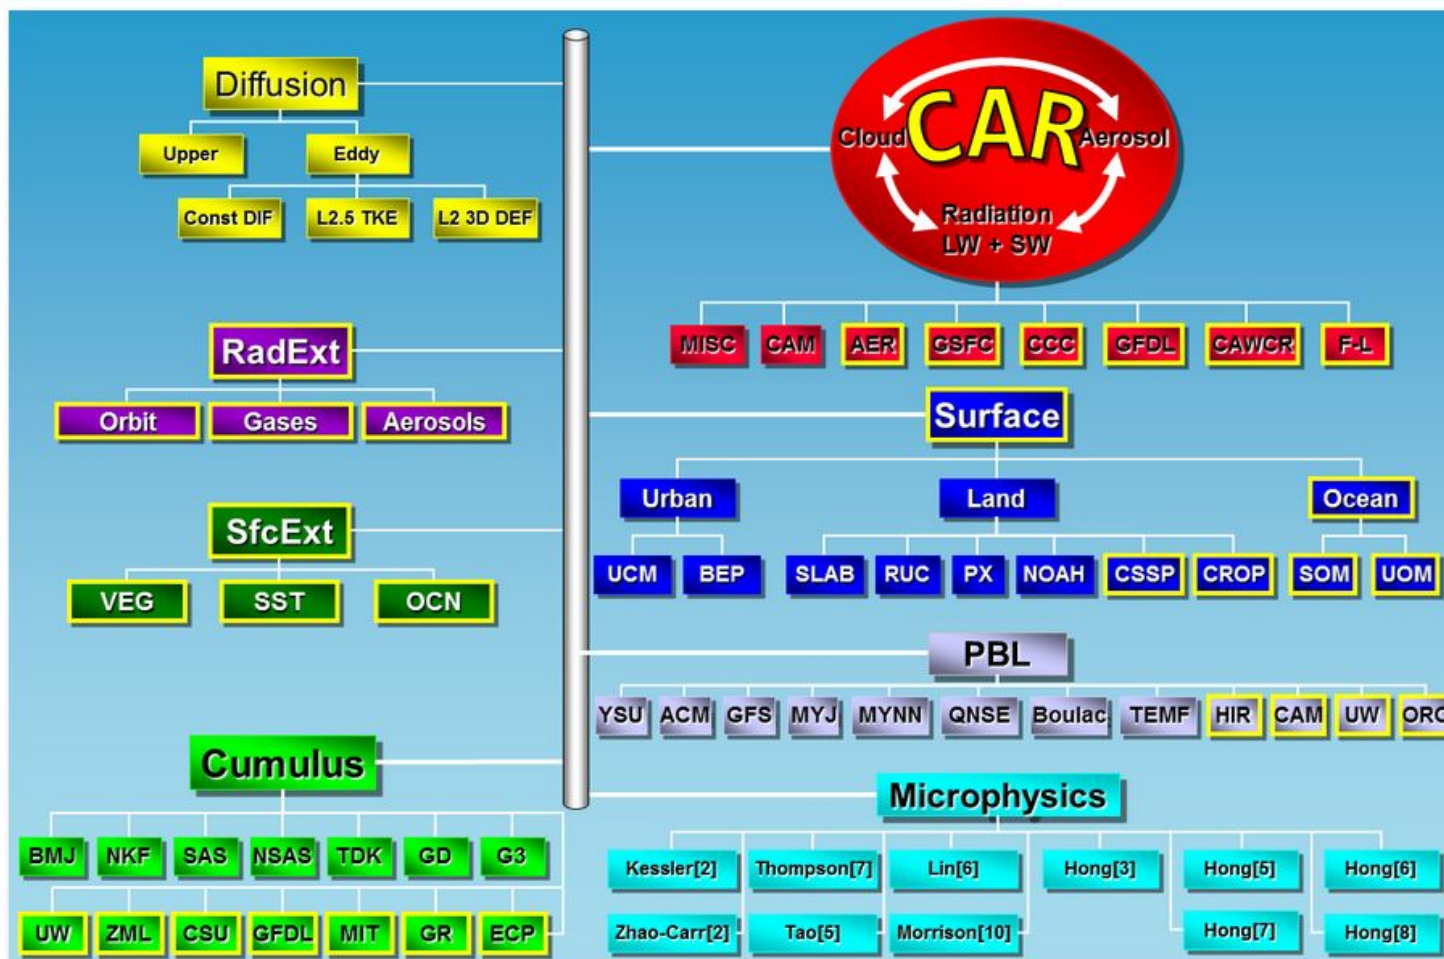 Diffusion
Upper
Eddy
Const DIF
L2.5 TKE
L2 3D DEF
RadExt
Orbit
Gases
Aerosols
SfcExt
VEG
SST
OCN
Cumulus
BMJ
NKF
SAS
NSAS
TDK
GD
G3
UW
ZML
CSU
GFDL
MIT
GR
ECP
CAR
Cloud
Aerosol
Radiation
LW + SW
MISC
CAM
AER
GSFC
CCC
GFDL
CAWCR
F-L
Surface
Urban
Land
Ocean
UCM
BEP
SLAB
RUC
PX
NOAH
CSSP
CROP
SOM
UOM
PBL
YSU
ACM
GFS
MYJ
MYNN
QNSE
Boulac
TEMF
HIR
CAM
UW
Microphysics
Kessler[2]
Thompson[7]
Lin[6]
Hong[3]
Hong[5]
Hong[6]
Zhao-Carr[2]
Tao[5]
Morrison[10]
Hong[7]
Hong[8]